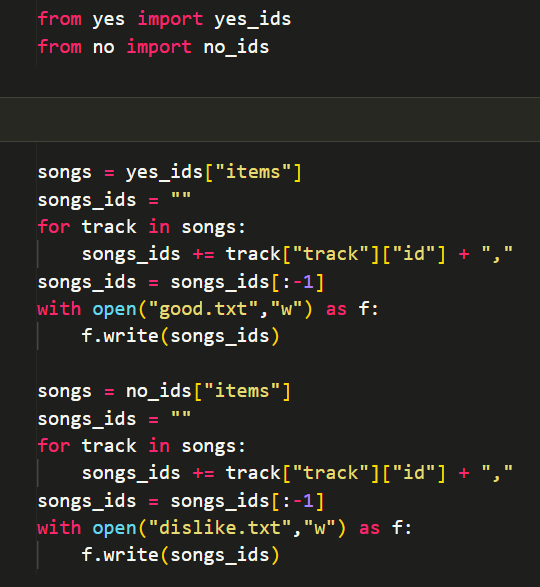 from yes import yes_ids
from no import no_ids
songs = yes_ids["items"]
songs_ids = ""
for track in songs:
    songs_ids += track["track"]["id"] + ","
songs_ids = songs_ids[:-1]
with open("good.txt","w") as f:
    f.write(songs_ids)
songs = no_ids["items"]
songs_ids = ""
for track in songs:
    songs_ids += track["track"]["id"] + ","
songs_ids = songs_ids[:-1]
with open("dislike.txt","w") as f:
    f.write(songs_ids)